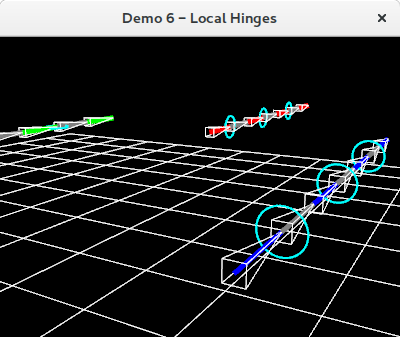 Demo 6 – Local Hinges